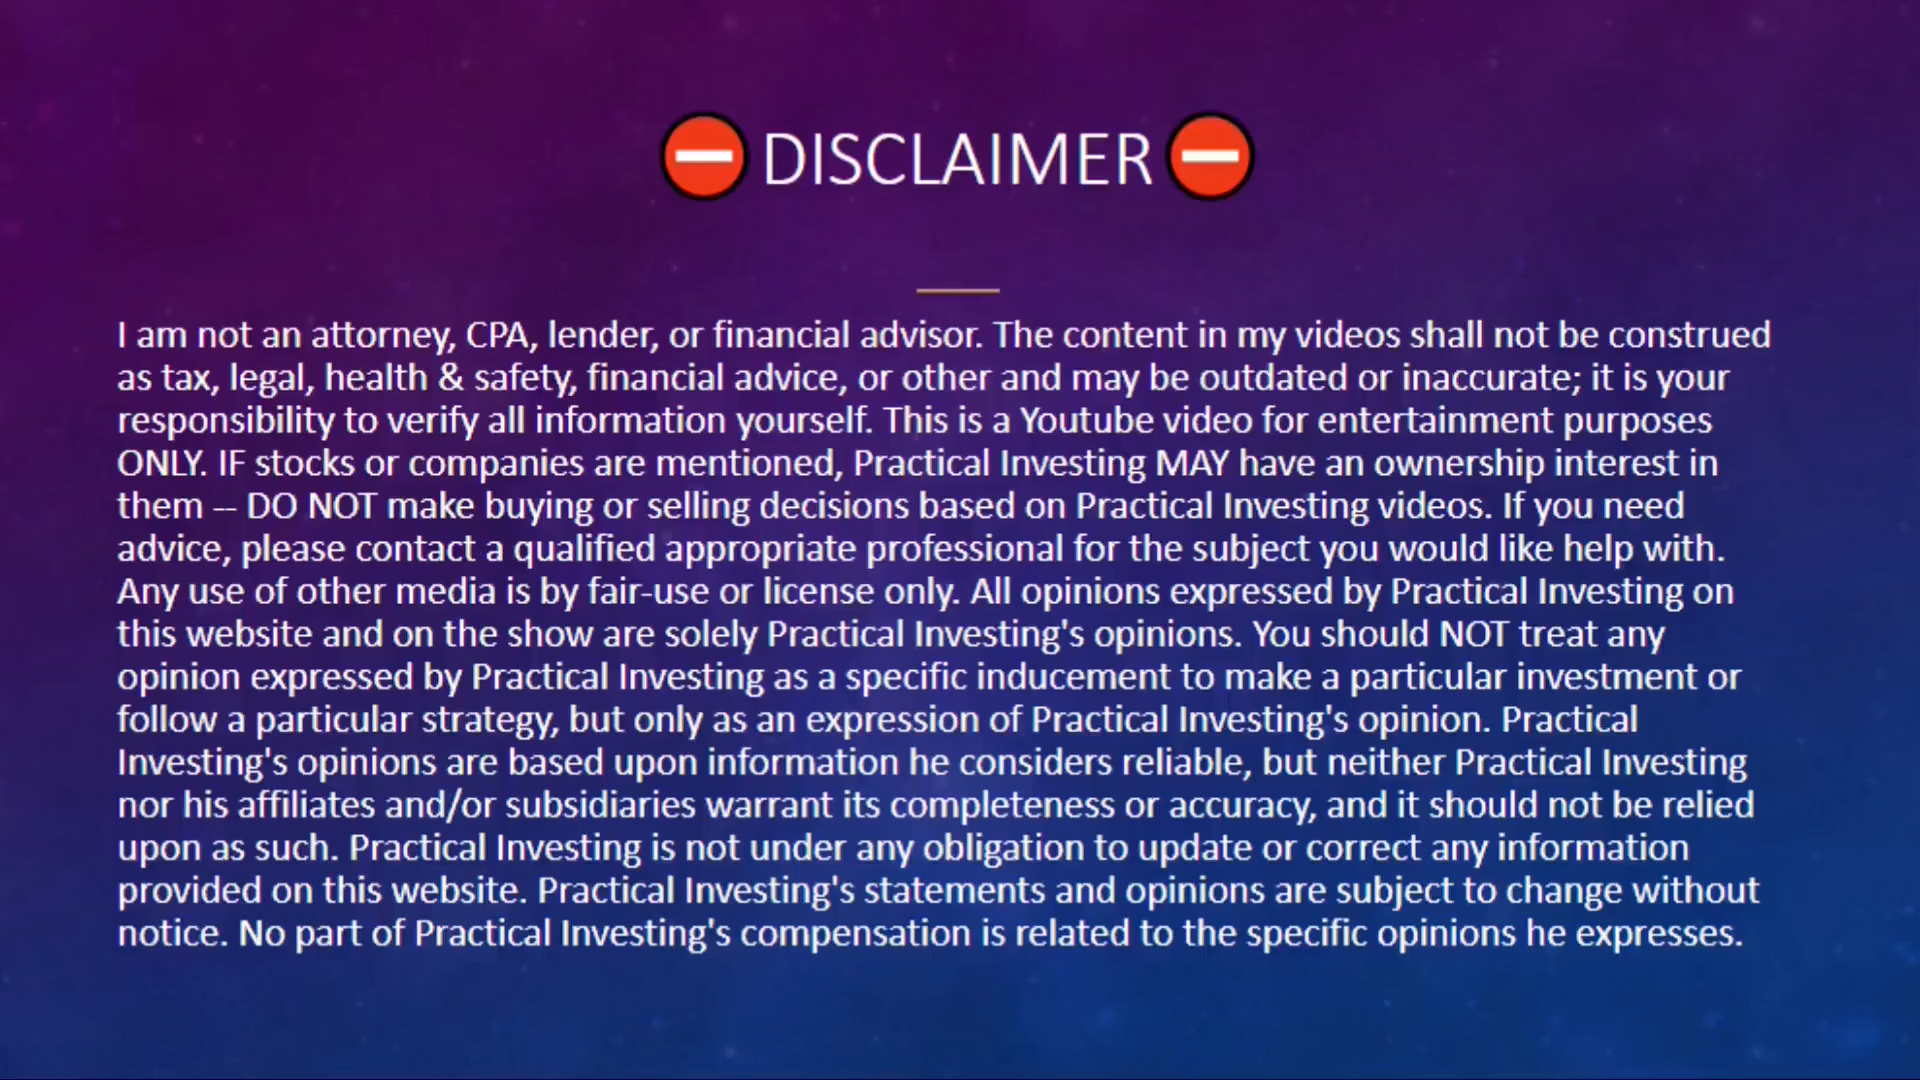 ⛔DISCLAIMER⛔
I am not an attorney, CPA, lender, or financial advisor. The content in my videos shall not be construed
as tax, legal, health & safety, financial advice, or other and may be outdated or inaccurate; it is your
responsibility to verify all information yourself. This is a Youtube video for entertainment purposes
ONLY. IF stocks or companies are mentioned, Practical Investing MAY have an ownership interest in
them -- DO NOT make buying or selling decisions based on Practical Investing videos. If you need
advice, please contact a qualified appropriate professional for the subject you would like help with.
Any use of other media is by fair-use or license only. All opinions expressed by Practical Investing on
this website and on the show are solely Practical Investing's opinions. You should NOT treat any
opinion expressed by Practical Investing as a specific inducement to make a particular investment or
follow a particular strategy, but only as an expression of Practical Investing's opinion. Practical
Investing's opinions are based upon information he considers reliable, but neither Practical Investing
nor his affiliates and/or subsidiaries warrant its completeness or accuracy, and it should not be relied
upon as such. Practical Investing is not under any obligation to update or correct any information
provided on this website. Practical Investing's statements and opinions are subject to change without
notice. No part of Practical Investing's compensation is related to the specific opinions he expresses.